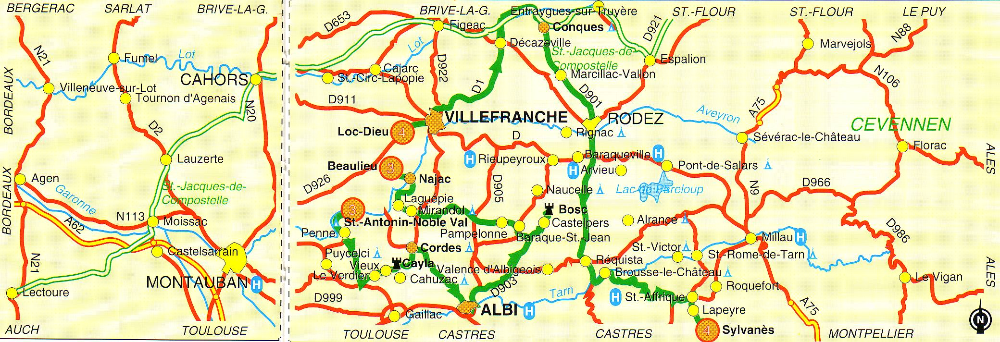 BERGERAC
SARLAT
BRIVE-LA-G.
BORDEAUX
N21
Fumel
Lot
CAHORS
Villeneuve-sur-Lot
Tournon d'Agenais
N20
D2
Lauzerte
BORDEAUX
Agen
Garonne
St.-Jacques-de-
Compostelle
N113
Moissac
A62
Castelsarrain
N21
MONTAUBAN
H
Lectoure
AUCH
TOULOUSE
BRIVE-LA-G.
Entraygues-sur-Truyère
ST.-FLOUR
ST.-FLOUR
LE PUY
D653
Figeac
Conques
D921
N88
Lot
Décazeville
St.-Jacques-de-
Compostelle
Marvejols
Espalion
D922
Cajarc
St.-Circ-Lapopie
Marcillac-Vallon
N106
D1
D901
D911
A75
Aveyron
VILLEFRANCHE
RODEZ
CEVENNEN
Loc-Dieu
4
Rignac
D
Sévérac-le-Château
Florac
ALES
H
Rieupeyroux
Baraqueville
H
Beaulieu
3
H
Arvieu
Pont-de-Salars
Najac
D926
D905
Naucelle
Lac de Pareloup
N9
D966
Laguépie
3
Mirandol
Bosc
St.-Antonin-Noble Val
Castelpers
Alrance
Penne
Pampelonne
Baraque-St.-Jean
Millau
H
D986
Cordes
St.-Victor
St.-Rome-de-Tarn
Puycelci
Vieux
Cayla
Réquista
Le Verdier
Cahuzac
Valence d'Albigeois
Brousse-le-Château
Le Vigan
ALES
D903
Tarn
Roquefort
D999
H
St.-Affrique
A75
Gaillac
ALBI
H
Lapeyre
4
Sylvanès
N
TOULOUSE
CASTRES
CASTRES
MONTPELLIER